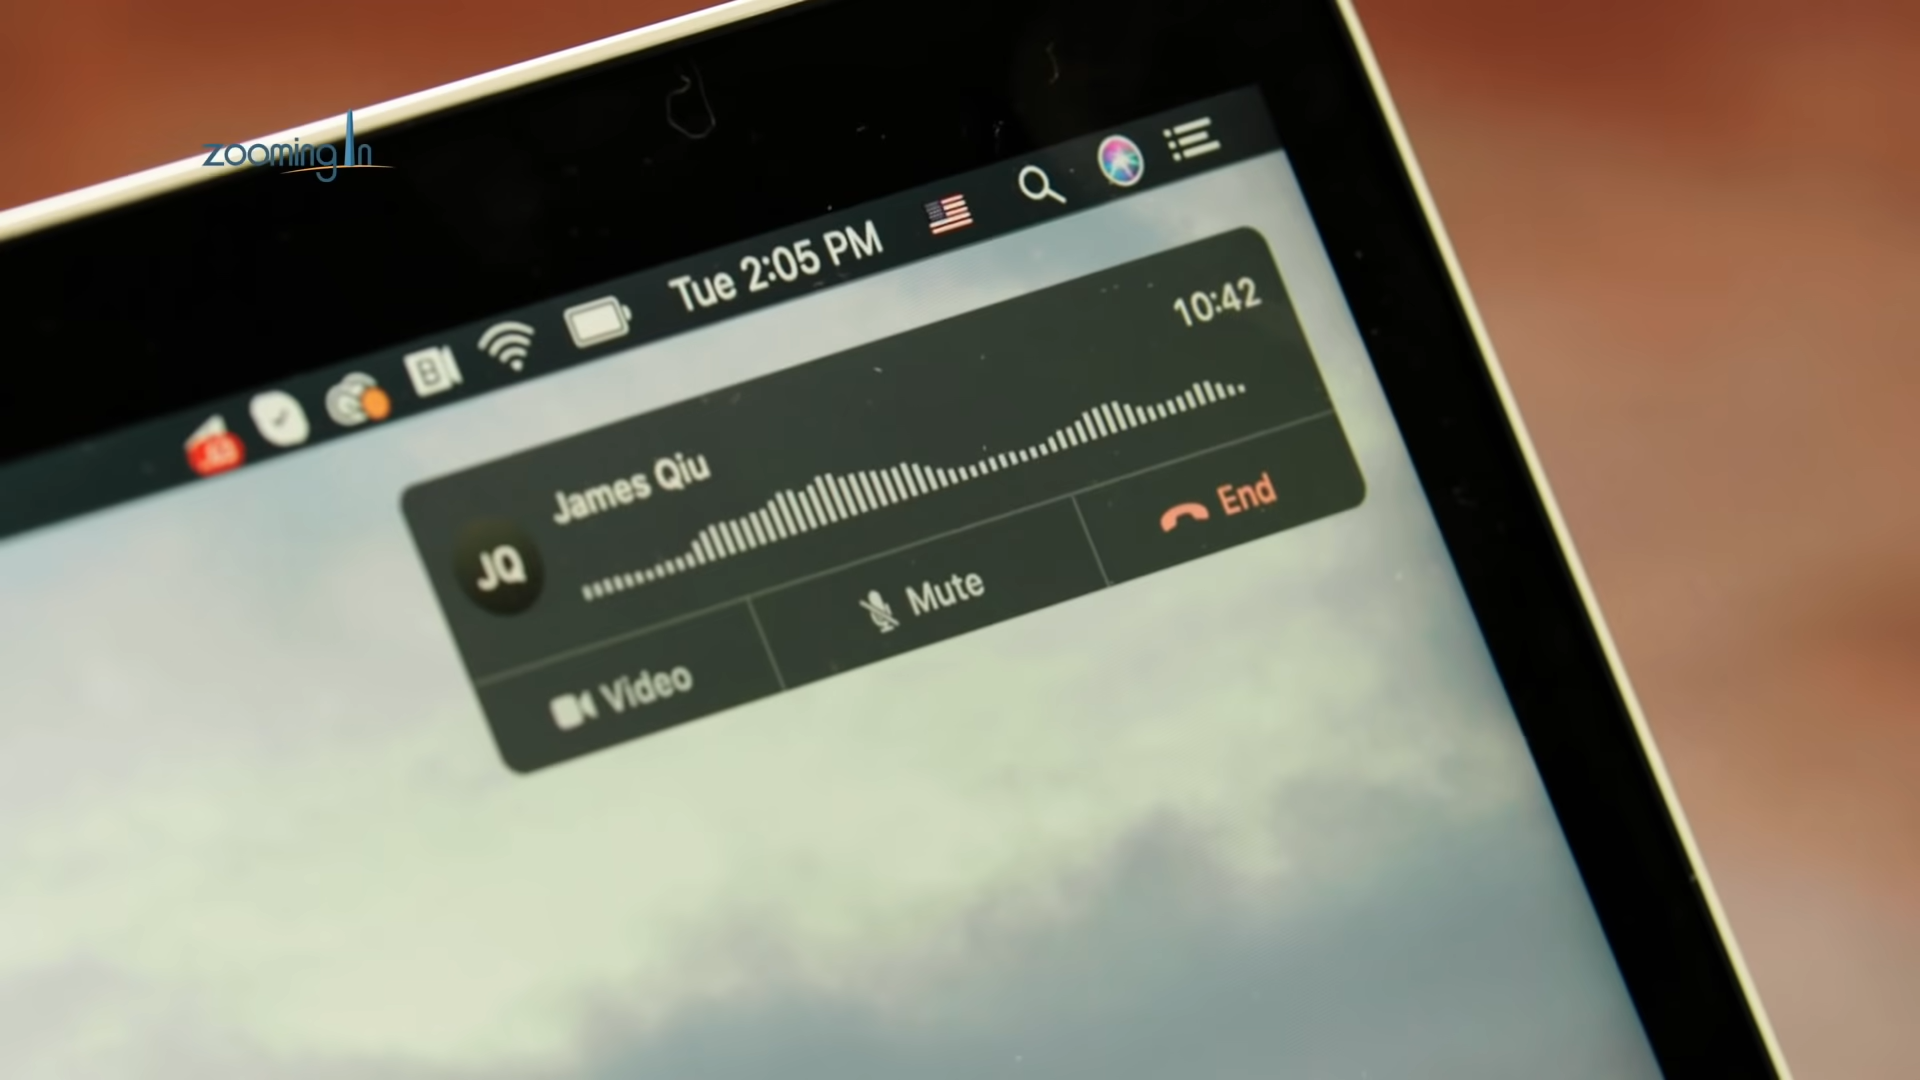 zooming In
Tue 2:05 PM
10:42
James Qiu
JQ
Video
Mute
End